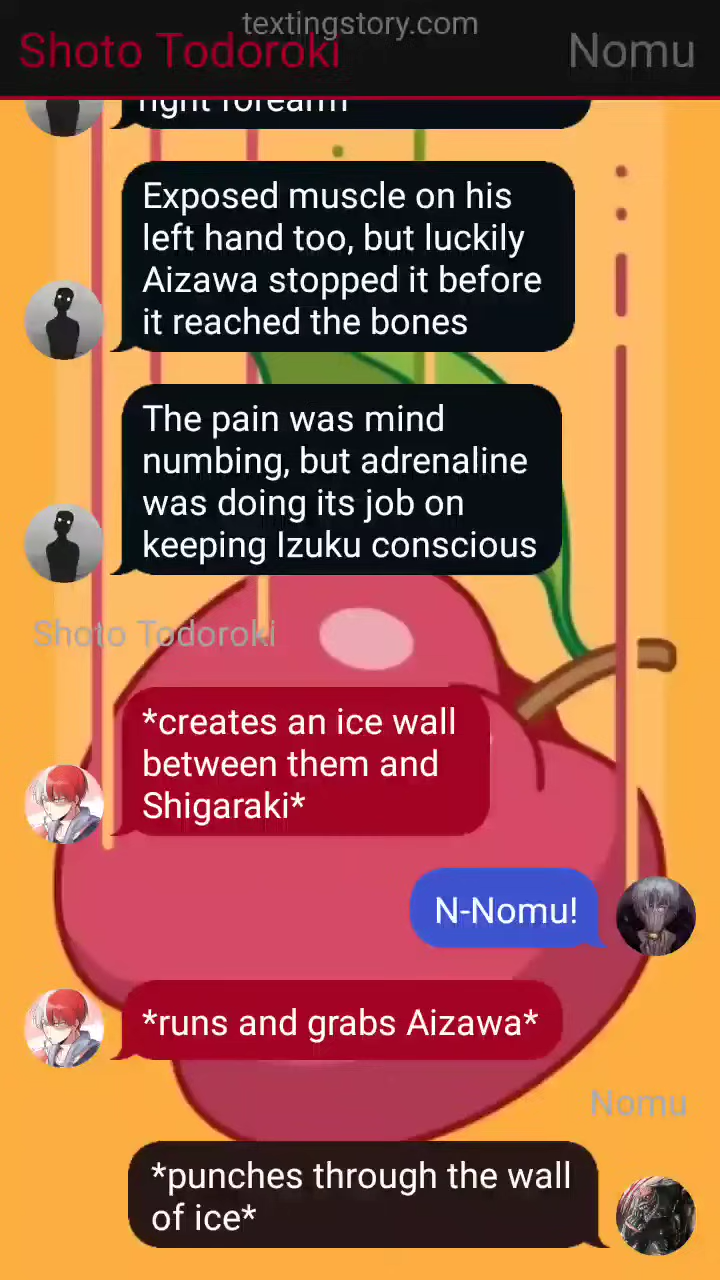 textingstory.com
Shoto Todoroki
Nomu
right forearm
Exposed muscle on his
left hand too, but luckily
Aizawa stopped it before
it reached the bones
The pain was mind
numbing, but adrenaline
was doing its job on
keeping Izuku conscious
Shoto Todoroki
*creates an ice wall
between them and
Shigaraki*
N-Nomu!
*runs and grabs Aizawa*
Nomu
*punches through the wall
of ice*